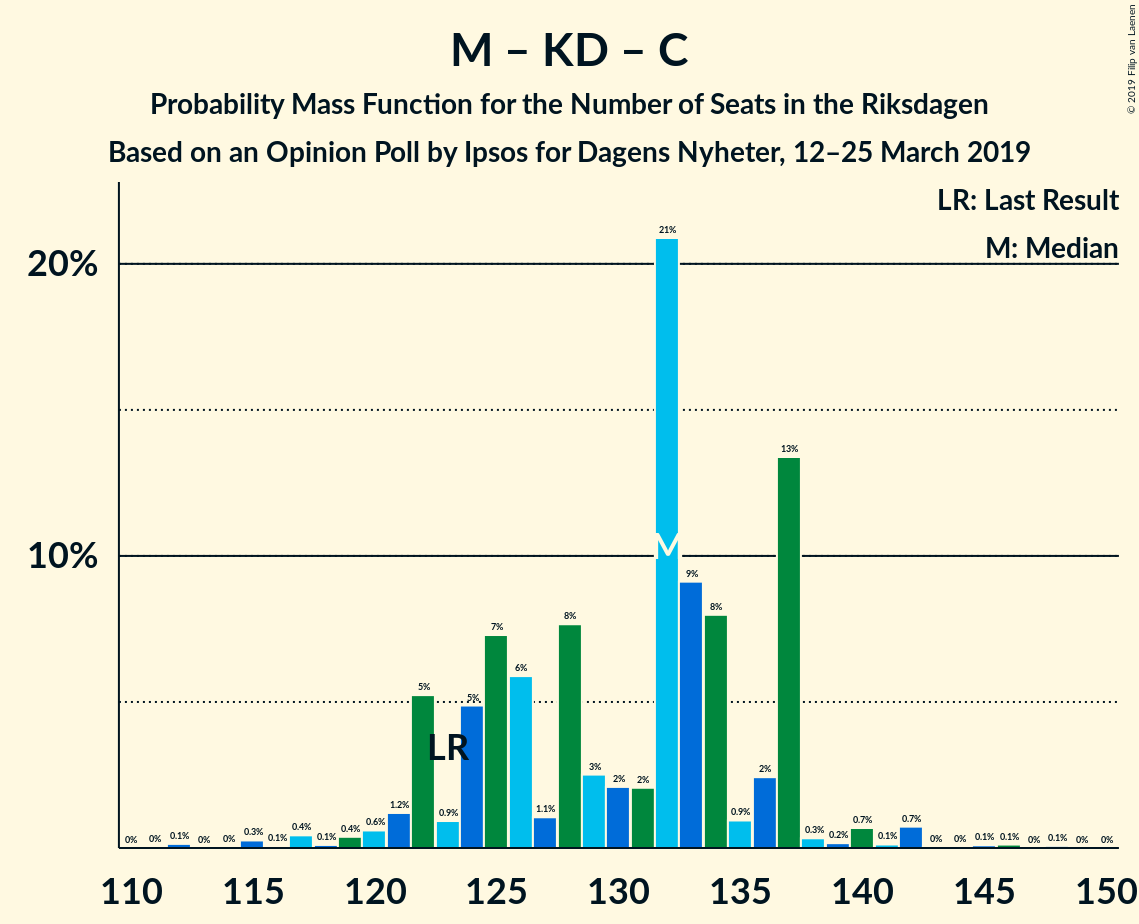 M – KD – C
Probability Mass Function for the Number of Seats in the Riksdagen
Based on an Opinion Poll by Ipsos for Dagens Nyheter, 12–25 March 2019
© 2019 Filip van Laenen
LR: Last Result
M: Median
20%
10%
0% 0% 0.1% 0% 0% 0.3% 0.1% 0.4% 0.1% 0.4% 0.6% 1.2% 5% 0.9% 5% 7% 6% 1.1% 8% 3% 2% 2% 21% 9% 8% 0.9% 2% 13% 0.3% 0.2% 0.7% 0.1% 0.7% 0% 0% 0.1% 0.1% 0% 0.1% 0% 0%
LR
M
110 115 120 125 130 135 140 145 150